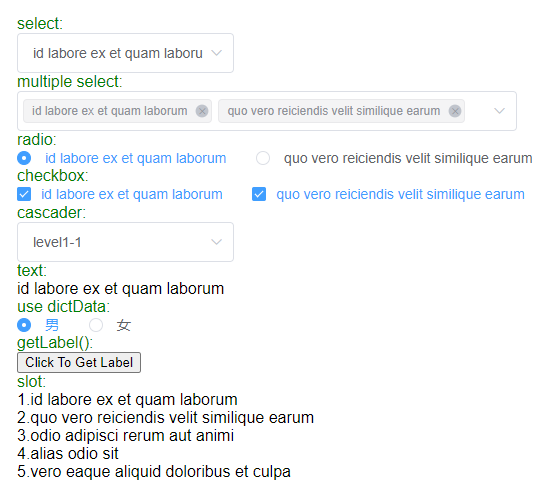 select:
id labore ex et quam laboru
multiple select:
id labore ex et quam laborum quo vero reiciendis velit similique earum
radio:
id labore ex et quam laborum quo vero reiciendis velit similique earum
checkbox:
id labore ex et quam laborum quo vero reiciendis velit similique earum
cascader:
level1-1
text:
id labore ex et quam laborum
use dictData:
男 女
getLabel():
Click To Get Label
slot:
1.id labore ex et quam laborum
2.quo vero reiciendis velit similique earum
3.odio adipisci rerum aut animi
4.alias odio sit
5.vero eaque aliquid doloribus et culpa